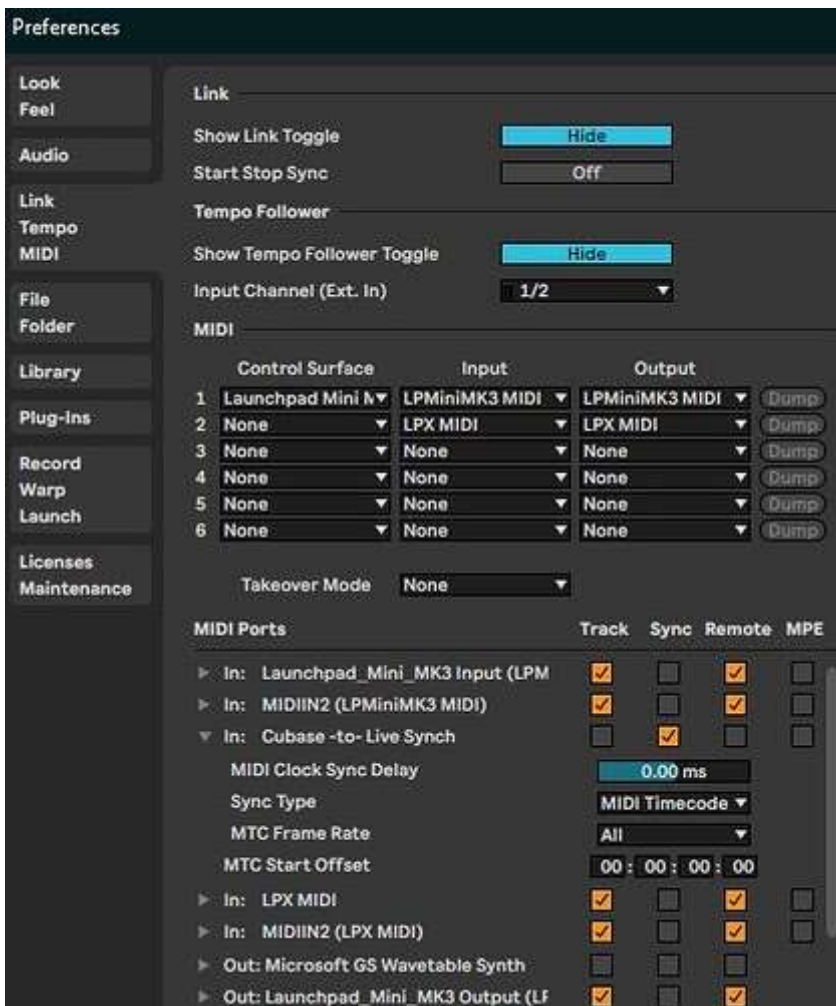 Preferences
Look
Feel
Audio
Link
Tempo
MIDI
File
Folder
Library
Plug-Ins
Record
Warp
Launch
Licenses
Maintenance
Link
Show Link Toggle Hide
Start Stop Sync Off
Tempo Follower
Show Tempo Follower Toggle Hide
Input Channel (Ext. In) 1/2
MIDI
Control Surface Input Output
1 Launchpad Mini M LPMiniMK3 MIDI LPMiniMK3 MIDI Dump
2 None LPX MIDI LPX MIDI Dump
3 None None None Dump
4 None None None Dump
5 None None None Dump
6 None None None Dump
Takeover Mode None
MIDI Ports Track Sync Remote MPE
In: Launchpad_Mini_MK3 Input (LPM
In: MIDIIN2 (LPMiniMK3 MIDI)
In: Cubase -to- Live Synch
MIDI Clock Sync Delay 0.00 ms
Sync Type MIDI Timecode
MTC Frame Rate All
MTC Start Offset 00 : 00 : 00 : 00
In: LPX MIDI
In: MIDIIN2 (LPX MIDI)
Out: Microsoft GS Wavetable Synth
Out: Launchpad_Mini_MK3 Output (LF